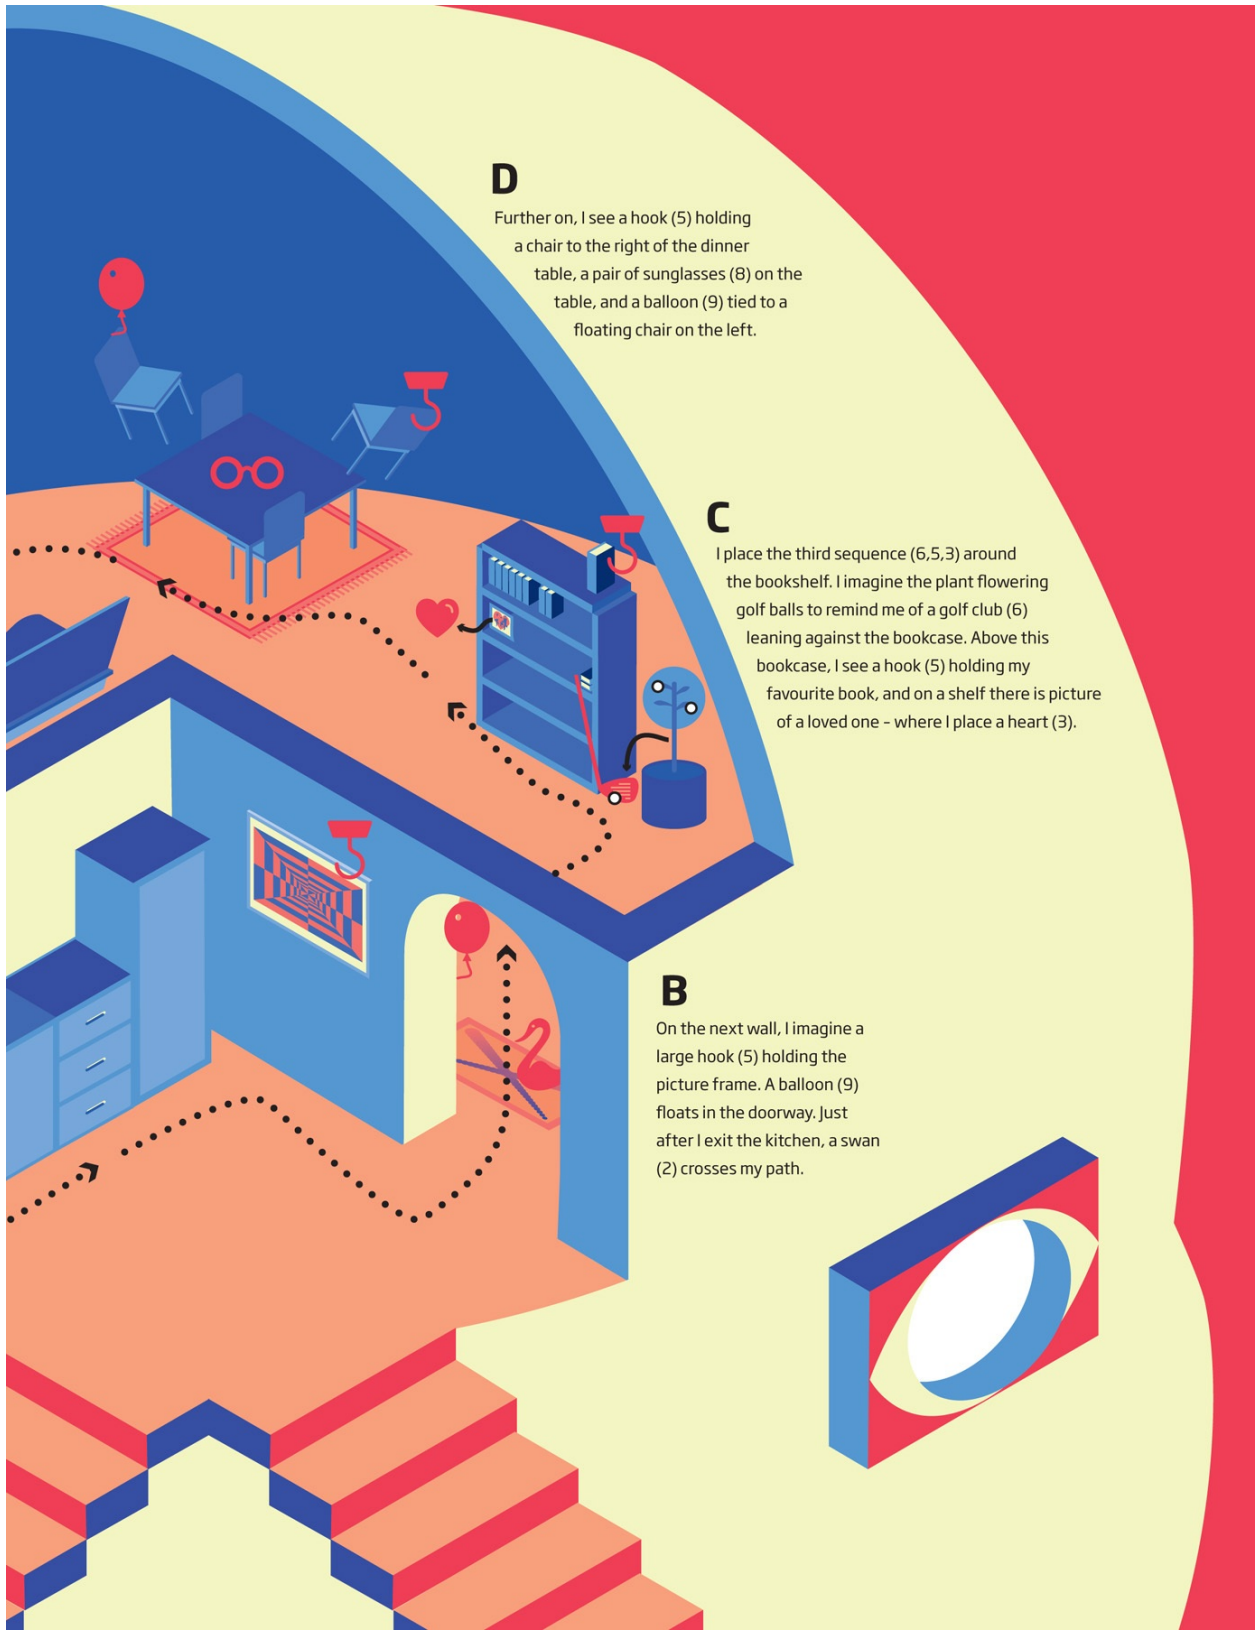 D
Further on, I see a hook (5) holding
a chair to the right of the dinner
table, a pair of sunglasses (8) on the
table, and a balloon (9) tied to a
floating chair on the left.
C
I place the third sequence (6,5,3) around
the bookshelf. I imagine the plant flowering
golf balls to remind me of a golf club (6)
leaning against the bookcase. Above this
bookcase, I see a hook (5) holding my
favourite book, and on a shelf there is picture
of a loved one – where I place a heart (3).
B
On the next wall, I imagine a
large hook (5) holding the
picture frame. A balloon (9)
floats in the doorway. Just
after I exit the kitchen, a swan
(2) crosses my path.